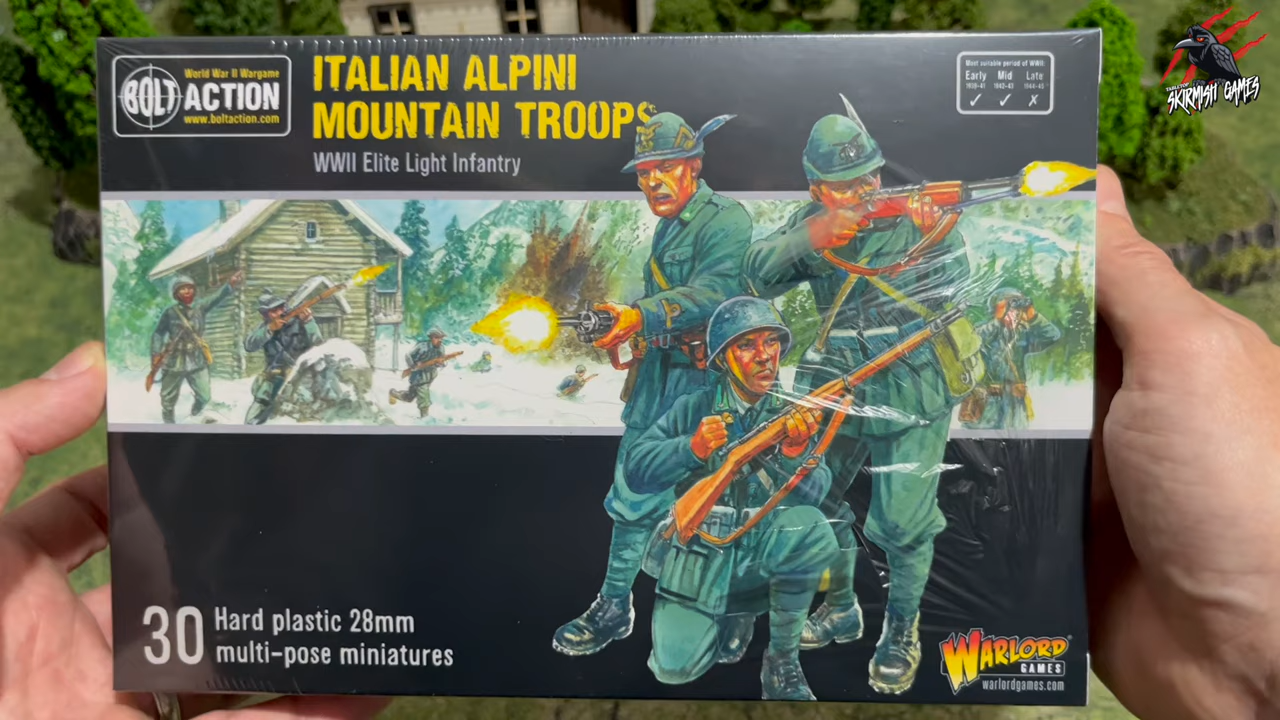 World War II Wargame
BOLT ACTION
www.boltaction.com
ITALIAN ALPINI
MOUNTAIN TROOPS
WWII Elite Light Infantry
Most suitable period of WWII:
Early Mid Late
1939-41 1942-43 1944-45
✓ ✓ ✗
TABLETOP
SKIRMISH GAMES
30 Hard plastic 28mm
multi-pose miniatures
WARLORD
GAMES
warlordgames.com